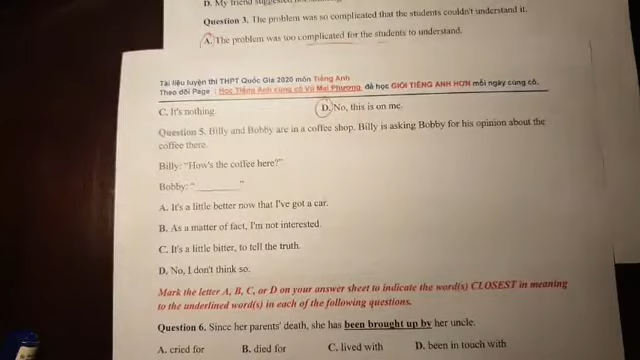 D. My friend suggested
Question 3. The problem was so complicated that the students couldn't understand it.
A. The problem was too complicated for the students to understand.
Tài liệu luyện thi THPT Quốc Gia 2020 môn Tiếng Anh
Theo dõi Page : Học Tiếng Anh cùng cô Vũ Mai Phương để học GIỎI TIẾNG ANH HƠN mỗi ngày cùng cô.
C. It's nothing. D. No, this is on me.
Question 5. Billy and Bobby are in a coffee shop. Billy is asking Bobby for his opinion about the
coffee there.
Billy: "How's the coffee here?"
Bobby: "________"
A. It's a little better now that I've got a car.
B. As a matter of fact, I'm not interested.
C. It's a little bitter, to tell the truth.
D. No, I don't think so.
Mark the letter A, B, C, or D on your answer sheet to indicate the word(s) CLOSEST in meaning
to the underlined word(s) in each of the following questions.
Question 6. Since her parents' death, she has been brought up by her uncle.
A. cried for B. died for C. lived with D. been in touch with